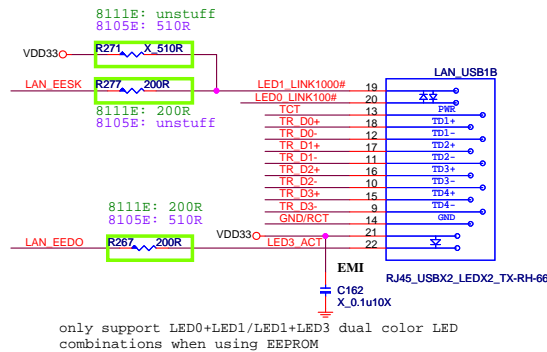 8111E: unstuff
8105E: 510R
R271 X_510R
VDD33
LAN_USB1B
LAN_EESK R277 200R LED1_LINK1000# 19
LED0_LINK100# 20
8111E: 200R
8105E: unstuff
TCT 13 PWR
TR_D0+ 18 TD1+
TR_D0- 12 TD1-
TR_D1+ 17 TD2+
TR_D1- 11 TD2-
TR_D2+ 16 TD3+
TR_D2- 10 TD3-
TR_D3+ 15 TD4+
TR_D3- 9 TD4-
GND/RCT 14 GND
8111E: 200R
8105E: 510R
VDD33 21
LAN_EEDO R267 200R LED3_ACT 22
EMI
RJ45_USBX2_LEDX2_TX-RH-66
C162
X_0.1u10X
only support LED0+LED1/LED1+LED3 dual color LED
combinations when using EEPROM